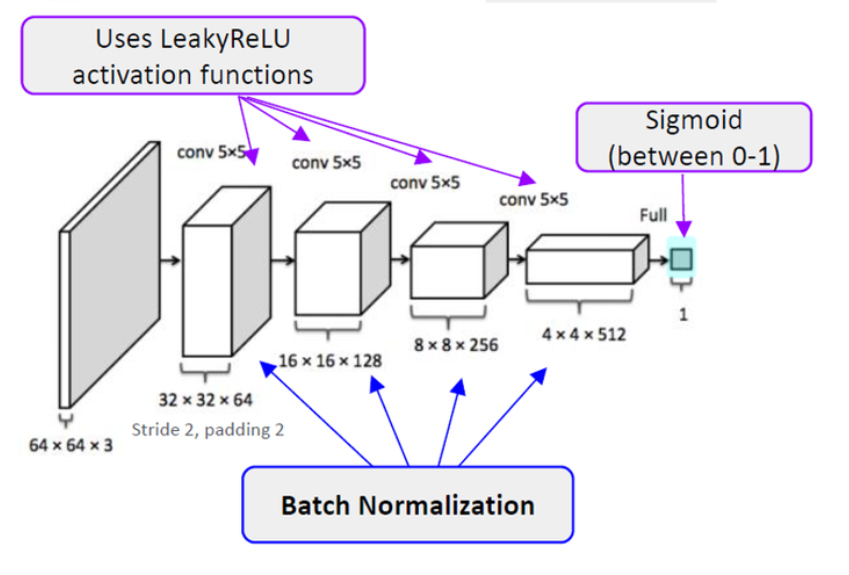 Uses LeakyReLU
activation functions
Sigmoid
(between 0-1)
conv 5×5
conv 5×5
conv 5×5
conv 5×5
Full
64 × 64 × 3
32 × 32 × 64
Stride 2, padding 2
16 × 16 × 128
8 × 8 × 256
4 × 4 × 512
1
Batch Normalization